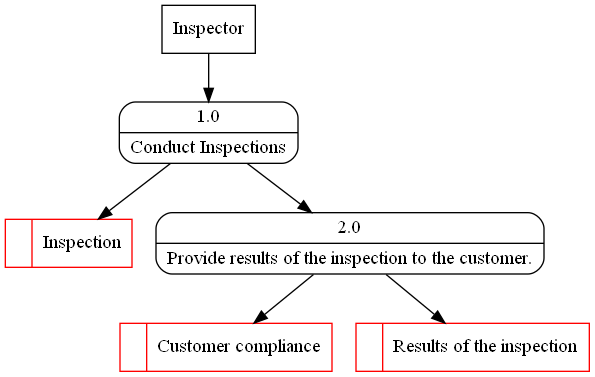 Inspector
1.0
Conduct Inspections
Inspection
2.0
Provide results of the inspection to the customer.
Customer compliance
Results of the inspection